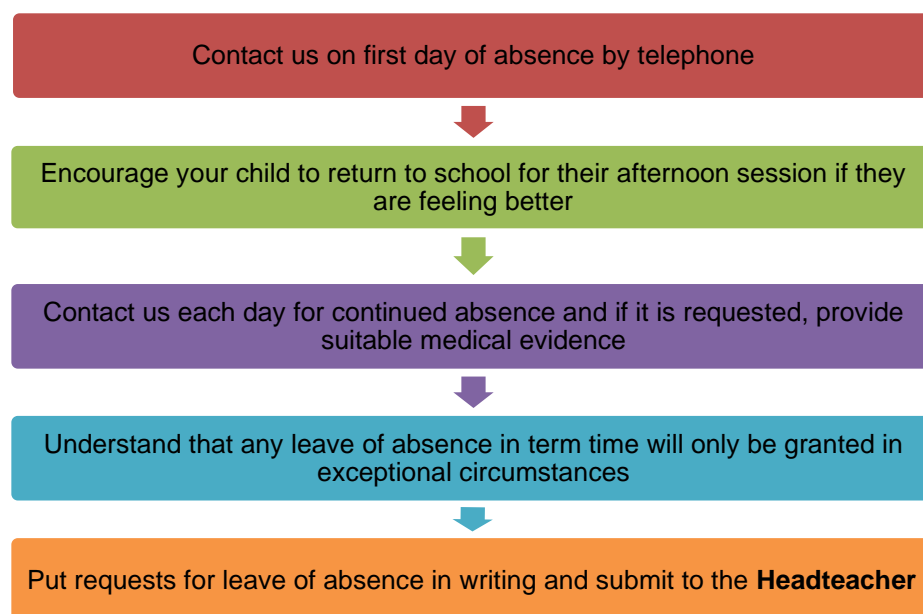 Contact us on first day of absence by telephone
Encourage your child to return to school for their afternoon session if they
are feeling better
Contact us each day for continued absence and if it is requested, provide
suitable medical evidence
Understand that any leave of absence in term time will only be granted in
exceptional circumstances
Put requests for leave of absence in writing and submit to the Headteacher